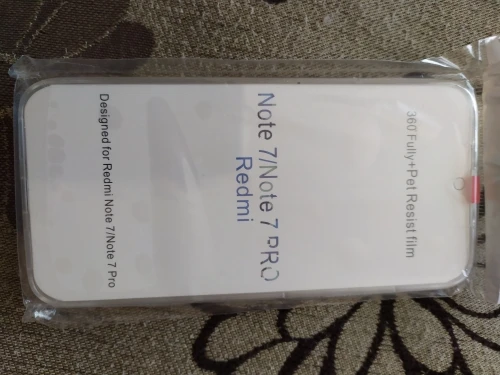 360 Fully+Pet Resist film
Note 7/Note 7 PRO
Redmi
Designed for Redmi Note 7/Note 7 Pro